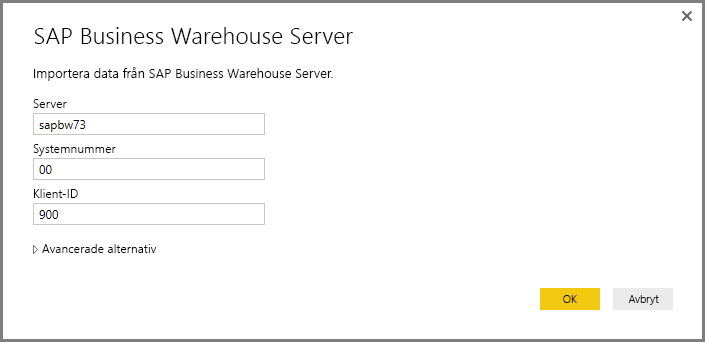 SAP Business Warehouse Server
Importera data från SAP Business Warehouse Server.
Server
sapbw73
Systemnummer
00
Klient-ID
900
Avancerade alternativ
OK
Avbryt